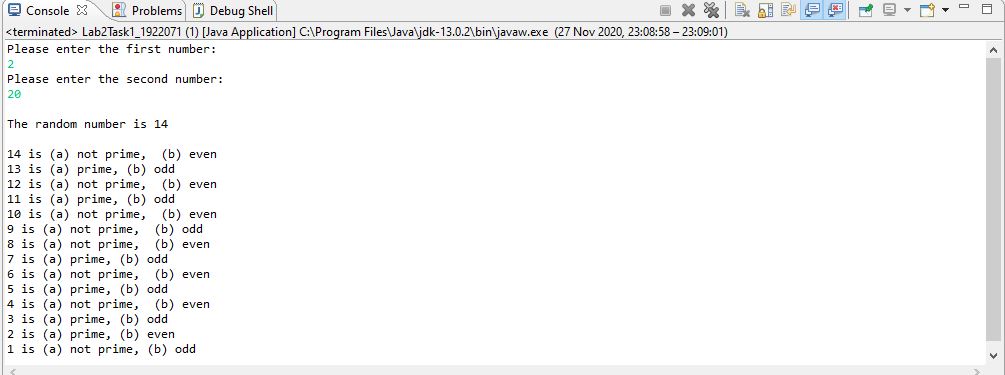 Console Problems Debug Shell
<terminated> Lab2Task1_1922071 (1) [Java Application] C:\Program Files\Java\jdk-13.0.2\bin\javaw.exe  (27 Nov 2020, 23:08:58 – 23:09:01)
Please enter the first number:
2
Please enter the second number:
20
The random number is 14
14 is (a) not prime,  (b) even
13 is (a) prime, (b) odd
12 is (a) not prime,  (b) even
11 is (a) prime, (b) odd
10 is (a) not prime,  (b) even
9 is (a) not prime,  (b) odd
8 is (a) not prime,  (b) even
7 is (a) prime, (b) odd
6 is (a) not prime,  (b) even
5 is (a) prime, (b) odd
4 is (a) not prime,  (b) even
3 is (a) prime, (b) odd
2 is (a) prime, (b) even
1 is (a) not prime, (b) odd